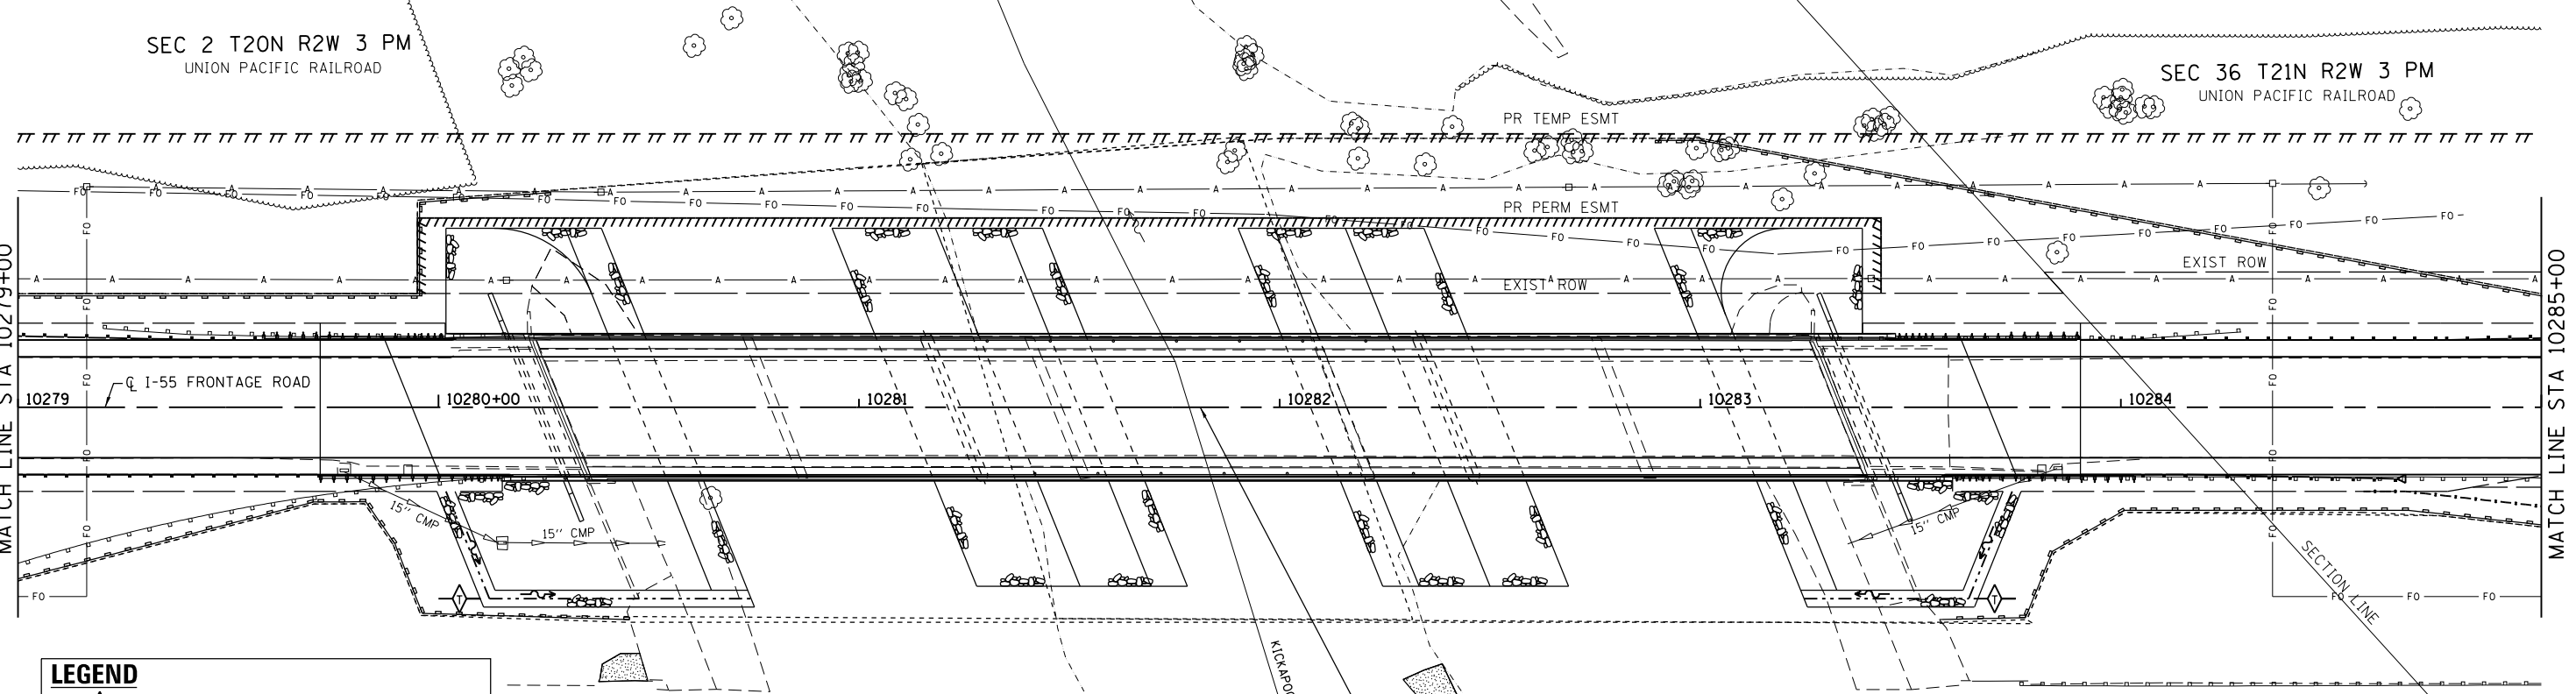 SEC 2 T20N R2W 3 PM
UNION PACIFIC RAILROAD
SEC 36 T21N R2W 3 PM
UNION PACIFIC RAILROAD
PR TEMP ESMT
PR PERM ESMT
EXIST ROW
EXIST ROW
MATCH LINE STA 10279+00
MATCH LINE STA 10285+00
℄ I-55 FRONTAGE ROAD
10279
10280+00
10281
10282
10283
10284
15" CMP
15" CMP
15" CMP
SECTION LINE
T
T
LEGEND